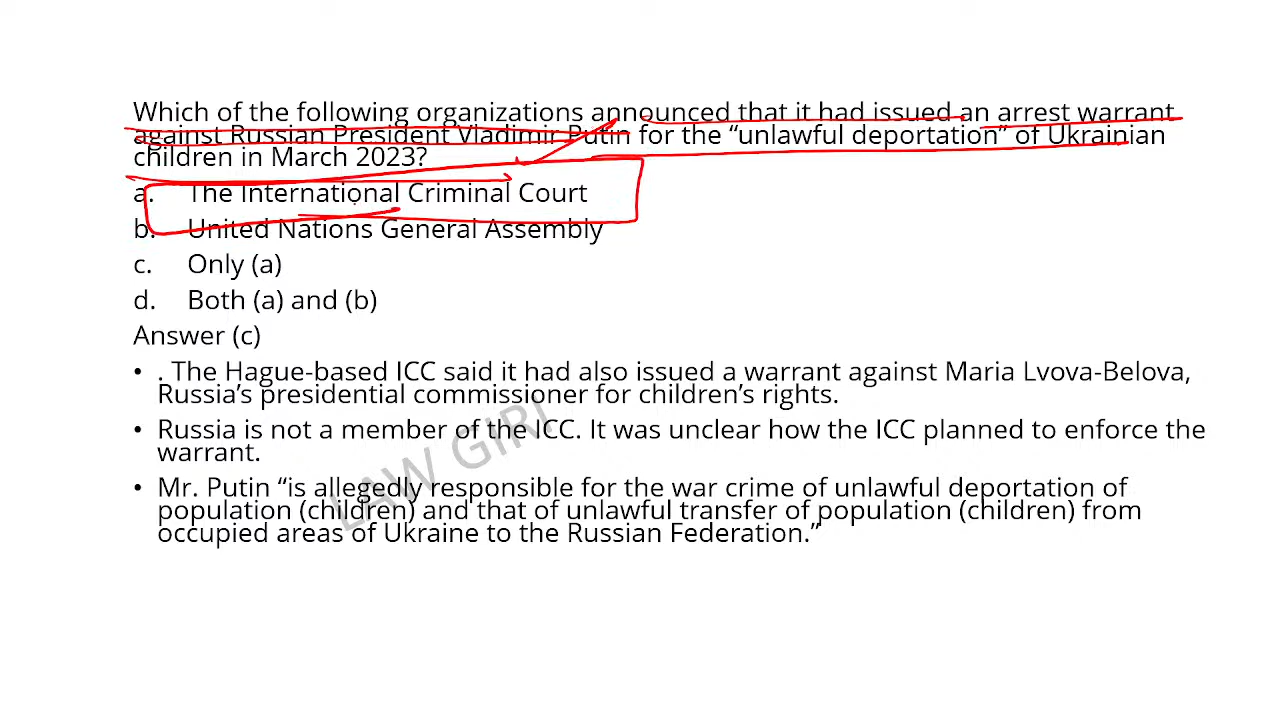 Which of the following organizations announced that it had issued an arrest warrant
against Russian President Vladimir Putin for the “unlawful deportation” of Ukrainian
children in March 2023?
a. The International Criminal Court
b. United Nations General Assembly
c. Only (a)
d. Both (a) and (b)
Answer (c)
• . The Hague-based ICC said it had also issued a warrant against Maria Lvova-Belova,
Russia’s presidential commissioner for children’s rights.
• Russia is not a member of the ICC. It was unclear how the ICC planned to enforce the
warrant.
• Mr. Putin “is allegedly responsible for the war crime of unlawful deportation of
population (children) and that of unlawful transfer of population (children) from
occupied areas of Ukraine to the Russian Federation.”
LAW GIRI